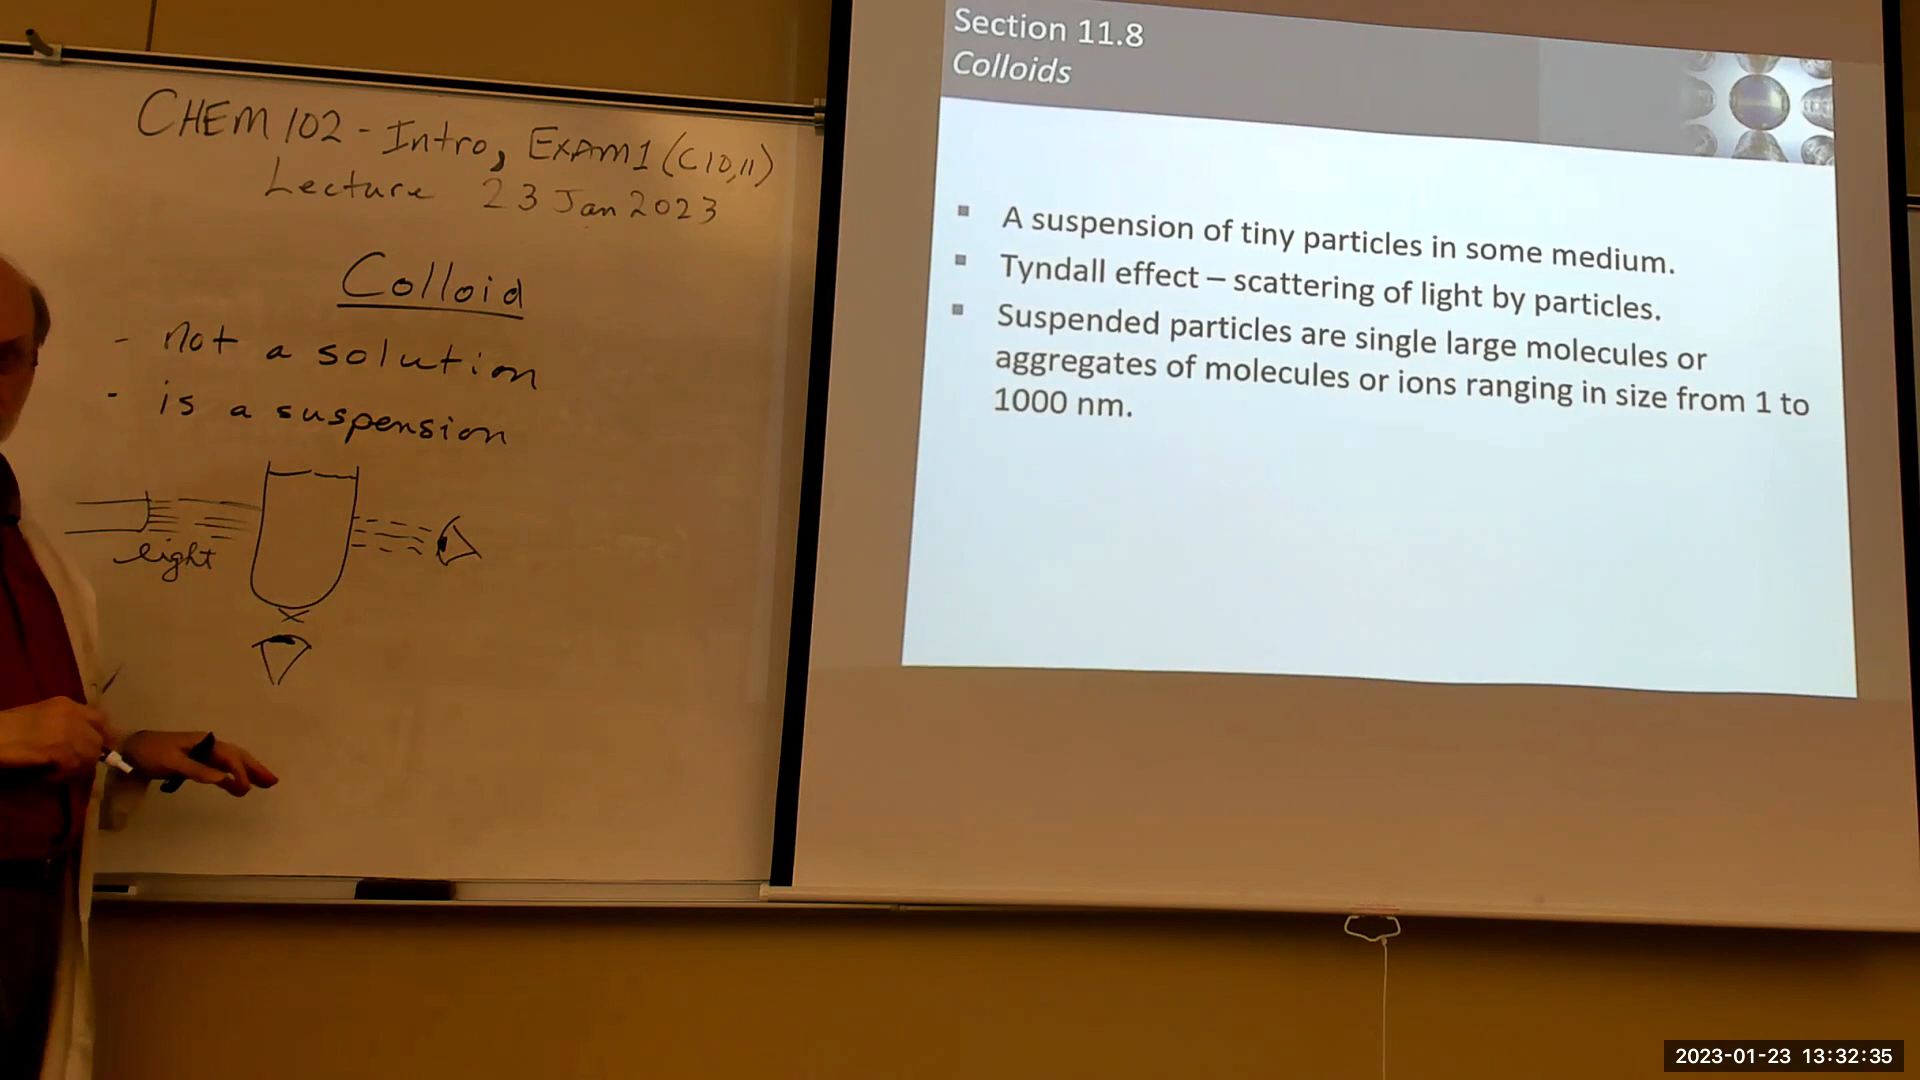 CHEM 102 - Intro, EXAM1 (C10,11)
Lecture 23 Jan 2023
Colloid
- not a solution
- is a suspension
light
Section 11.8
Colloids
▪ A suspension of tiny particles in some medium.
▪ Tyndall effect – scattering of light by particles.
▪ Suspended particles are single large molecules or
aggregates of molecules or ions ranging in size from 1 to
1000 nm.
2023-01-23 13:32:35